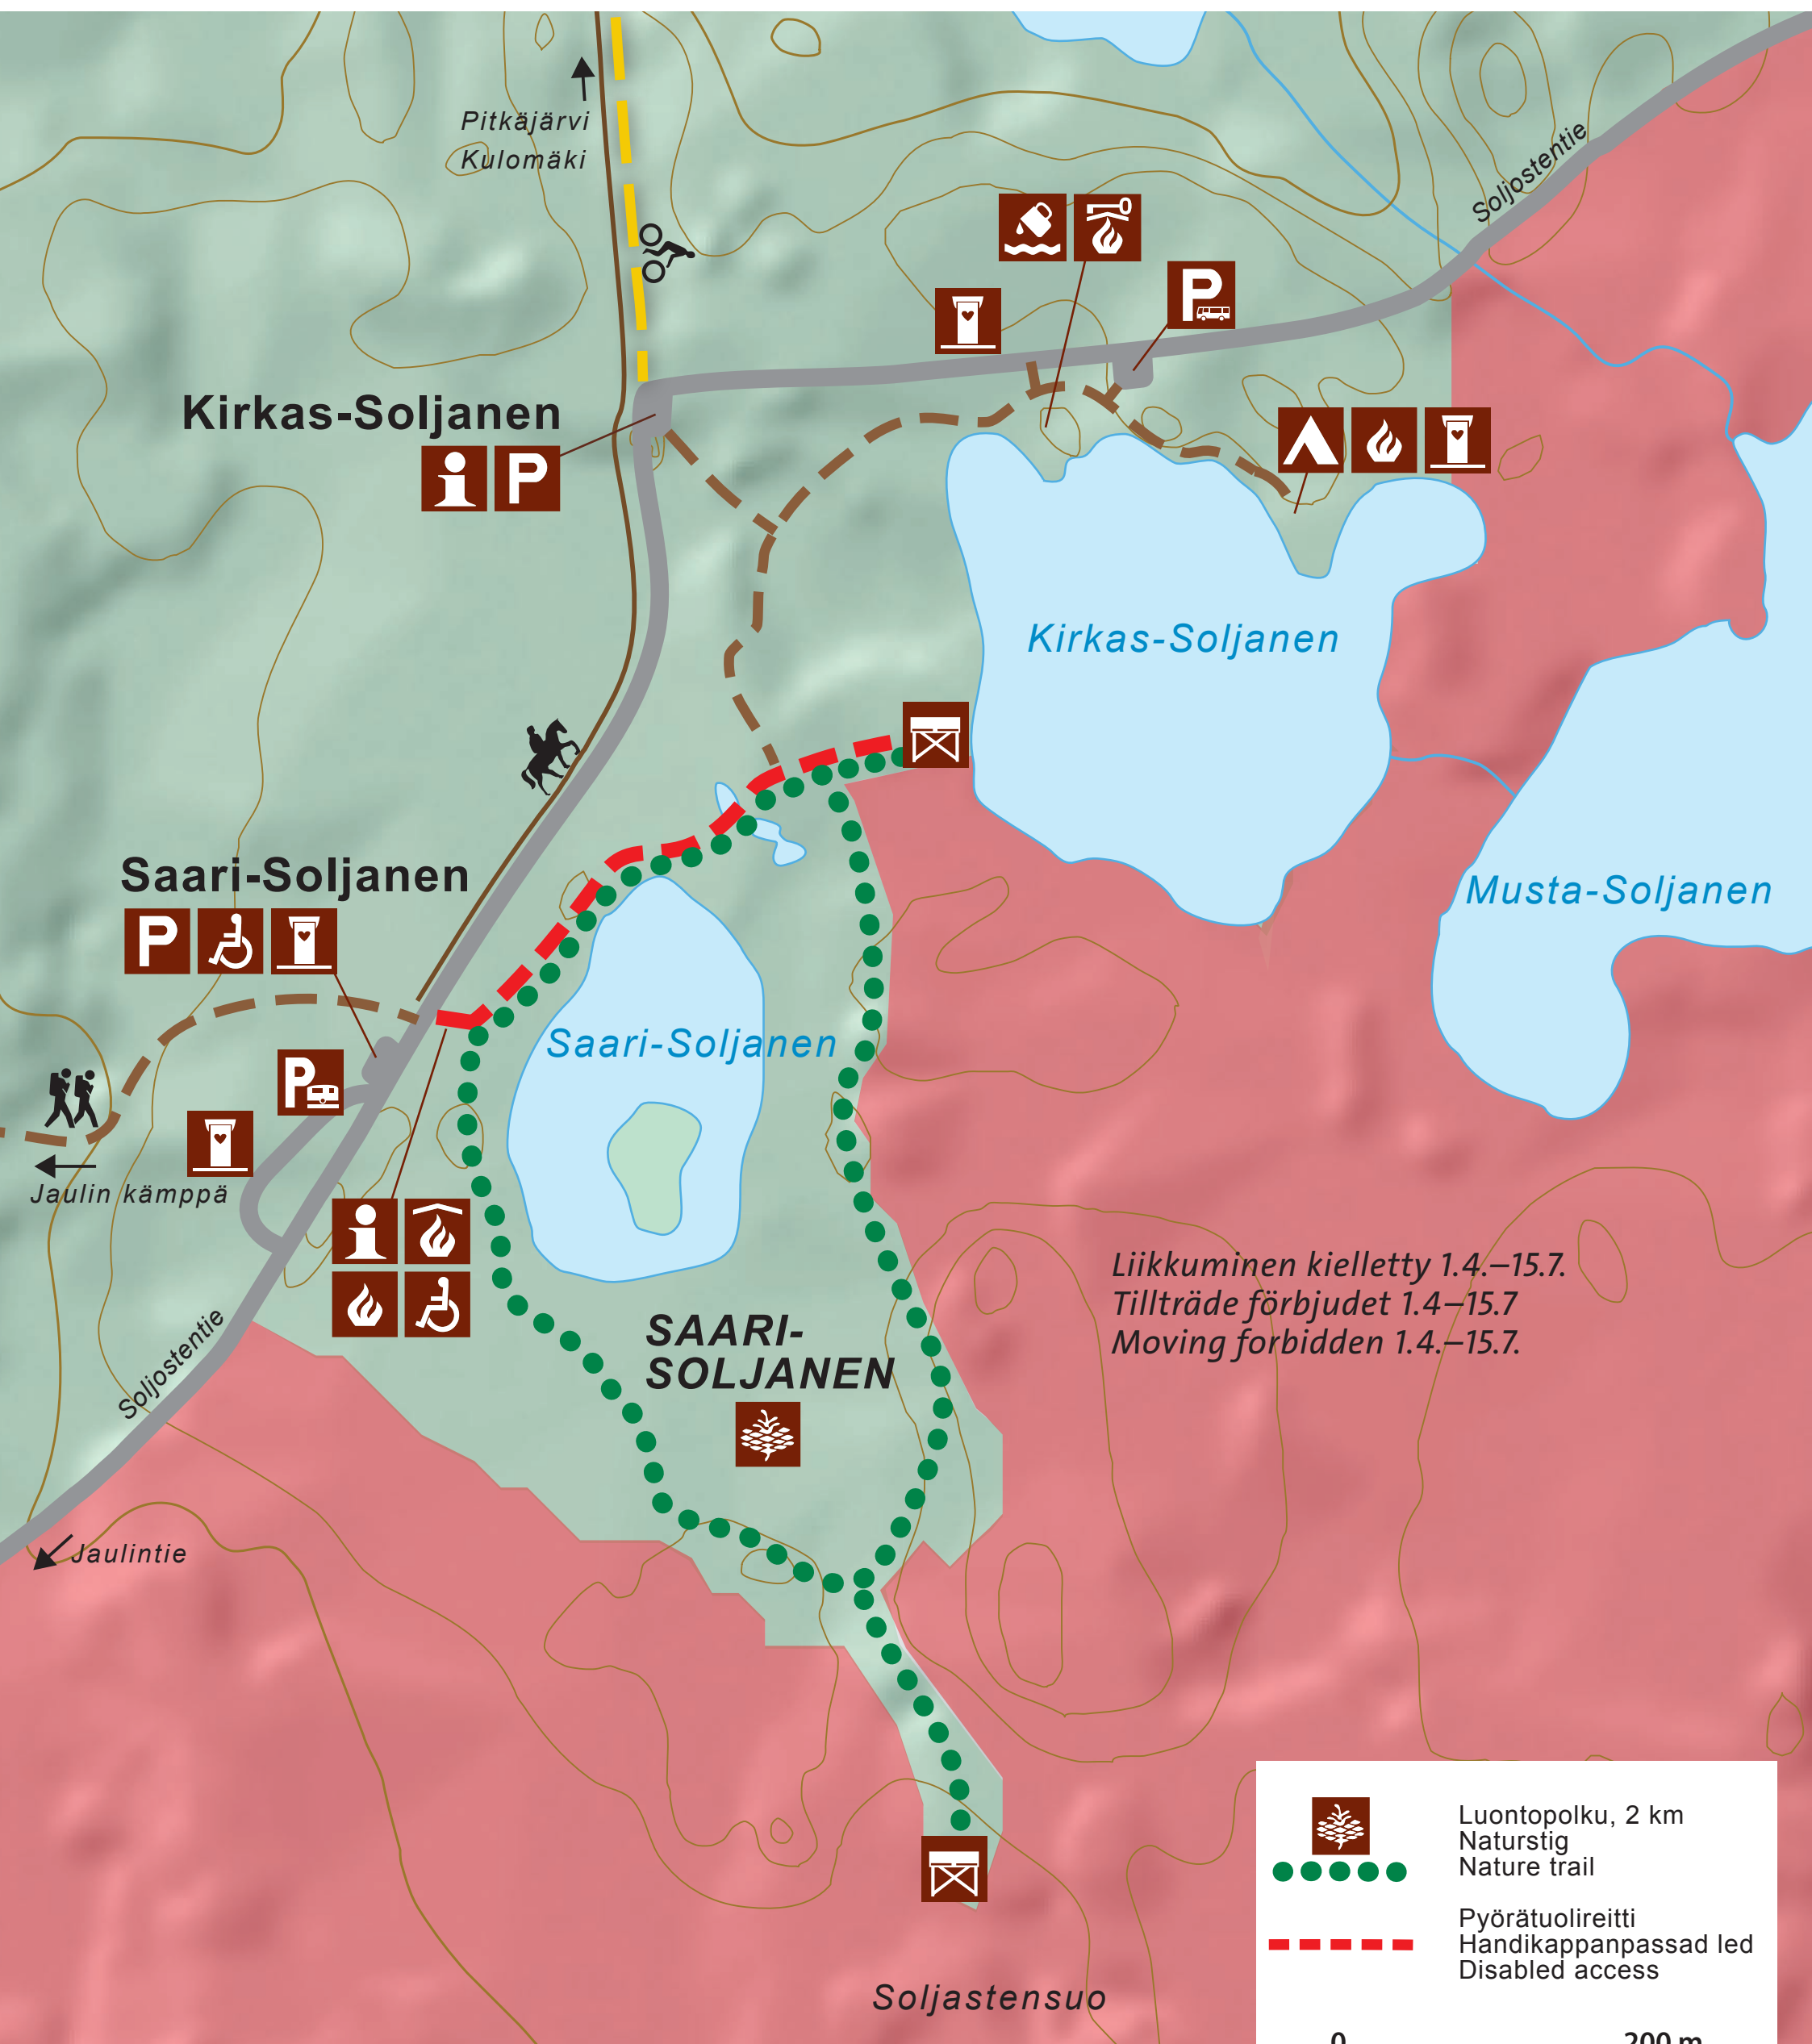 Pitkäjärvi
Kulomäki
Soljostentie
P
Kirkas-Soljanen
P
Kirkas-Soljanen
Saari-Soljanen
P
Musta-Soljanen
Saari-Soljanen
P
Jaulin kämppä
Liikkuminen kielletty 1.4.–15.7.
Tillträde förbjudet 1.4–15.7
Moving forbidden 1.4.–15.7.
SAARI-
SOLJANEN
Soljostentie
Jaulintie
Luontopolku, 2 km
Naturstig
Nature trail
Pyörätuolireitti
Handikappanpassad led
Disabled access
Soljastensuo
0 200 m